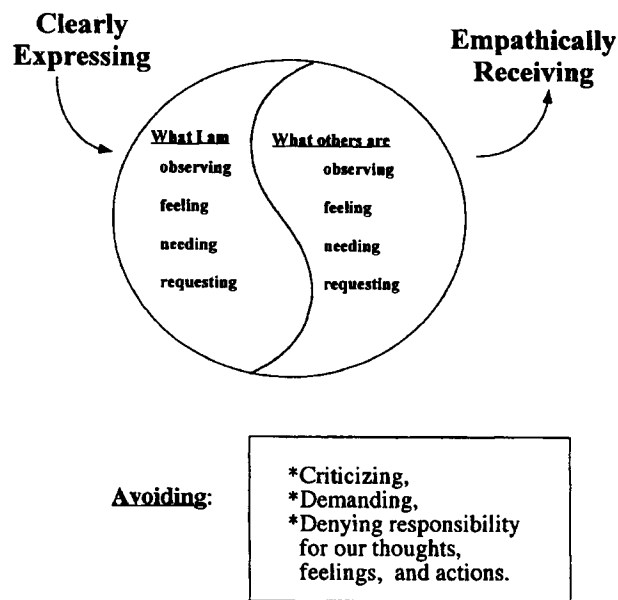 Clearly
Expressing
Empathically
Receiving
What I am
observing
feeling
needing
requesting
What others are
observing
feeling
needing
requesting
Avoiding:
*Criticizing,
*Demanding,
*Denying responsibility
for our thoughts,
feelings, and actions.